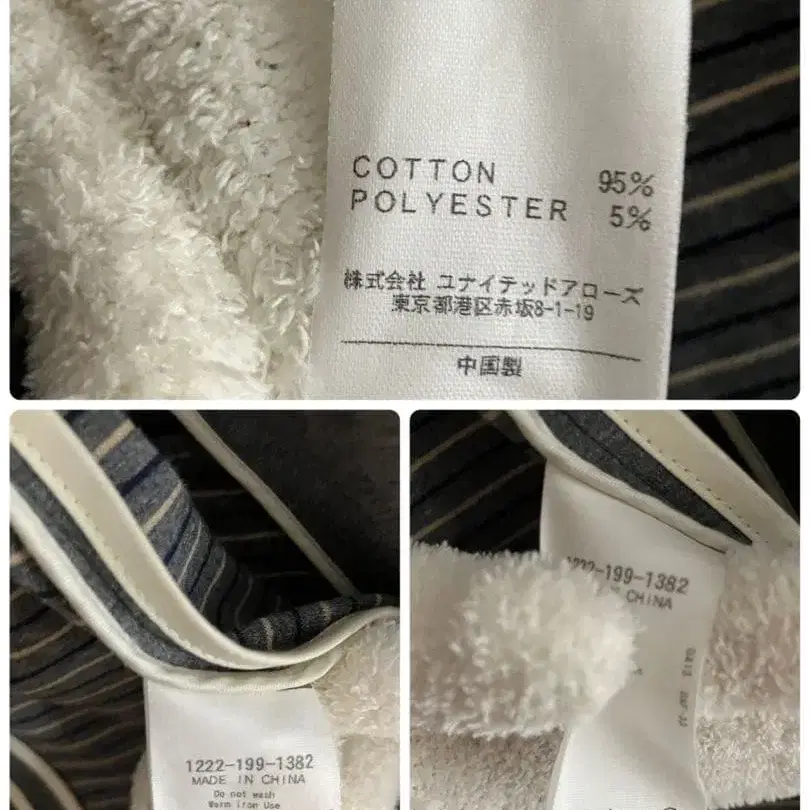 COTTON 95%
POLYESTER 5%
株式会社 ユナイテッドアローズ
東京都港区赤坂8-1-19
中国製
1222-199-1382
MADE IN CHINA
Do not wash
Warm Iron Use
-199-1382
CHINA